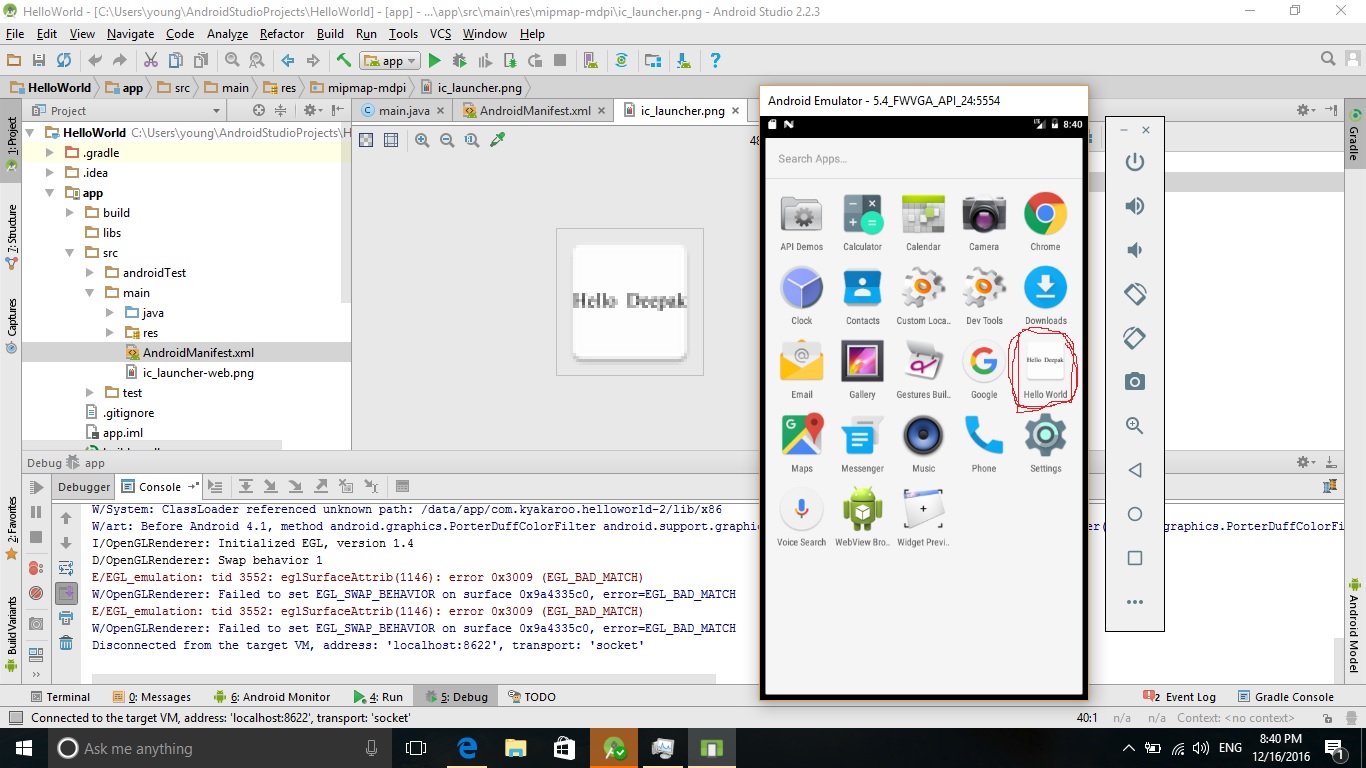 HelloWorld - [C:\Users\young\AndroidStudioProjects\HelloWorld] - [app] - ...\app\src\main\res\mipmap-mdpi\ic_launcher.png - Android Studio 2.2.3
File Edit View Navigate Code Analyze Refactor Build Run Tools VCS Window Help
app
HelloWorld app src main res mipmap-mdpi ic_launcher.png
Project
main.java AndroidManifest.xml ic_launcher.png
1: Project
7: Structure
Captures
2: Favorites
Build Variants
HelloWorld C:\Users\young\AndroidStudioProjects\H
.gradle
.idea
app
build
libs
src
androidTest
main
java
res
AndroidManifest.xml
ic_launcher-web.png
test
.gitignore
app.iml
48
Hello Deepak
Android Emulator - 5.4_FWVGA_API_24:5554
LTE 8:40
Search Apps...
API Demos Calculator Calendar Camera Chrome
Clock Contacts Custom Loca.. Dev Tools Downloads
Hello Deepak
Email Gallery Gestures Buil.. Google Hello World
Maps Messenger Music Phone Settings
Voice Search WebView Bro.. Widget Previ..
Gradle
Android Model
Debug app
Debugger Console
W/System: ClassLoader referenced unknown path: /data/app/com.kyakaroo.helloworld-2/lib/x86
W/art: Before Android 4.1, method android.graphics.PorterDuffColorFilter android.support.graphi graphics.PorterDuffColorFi
I/OpenGLRenderer: Initialized EGL, version 1.4
D/OpenGLRenderer: Swap behavior 1
E/EGL_emulation: tid 3552: eglSurfaceAttrib(1146): error 0x3009 (EGL_BAD_MATCH)
W/OpenGLRenderer: Failed to set EGL_SWAP_BEHAVIOR on surface 0x9a4335c0, error=EGL_BAD_MATCH
E/EGL_emulation: tid 3552: eglSurfaceAttrib(1146): error 0x3009 (EGL_BAD_MATCH)
W/OpenGLRenderer: Failed to set EGL_SWAP_BEHAVIOR on surface 0x9a4335c0, error=EGL_BAD_MATCH
Disconnected from the target VM, address: 'localhost:8622', transport: 'socket'
Terminal 0: Messages 6: Android Monitor 4: Run 5: Debug TODO 2 Event Log Gradle Console
Connected to the target VM, address: 'localhost:8622', transport: 'socket' 40:1 n/a n/a Context: <no context>
Ask me anything
ENG
8:40 PM
12/16/2016
1